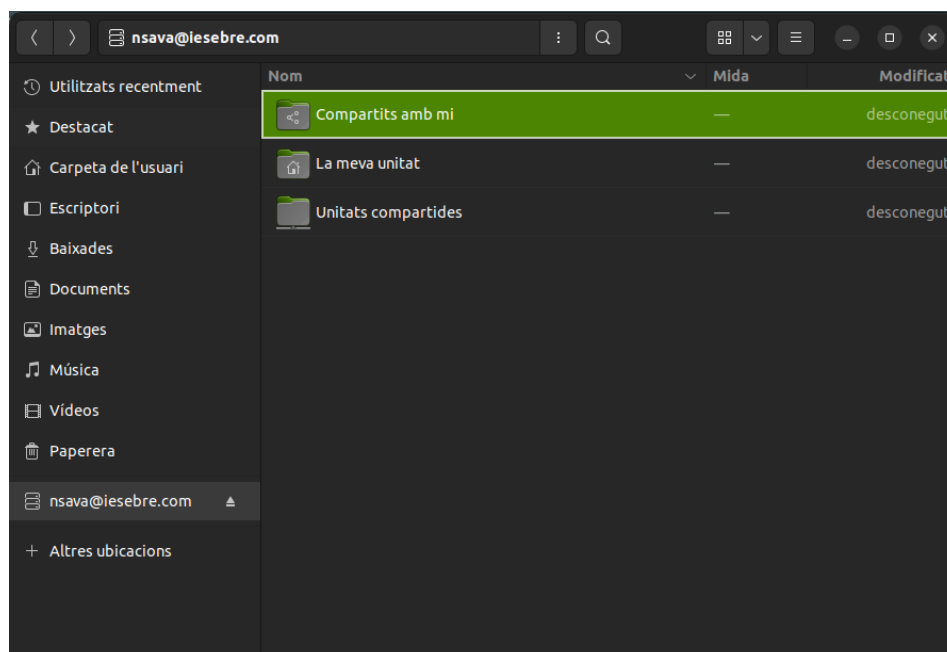 nsava@iesebre.com
Nom Mida Modificat
Utilitzats recentment
Destacat
Carpeta de l'usuari
Escriptori
Baixades
Documents
Imatges
Música
Vídeos
Paperera
nsava@iesebre.com
Altres ubicacions
Compartits amb mi — desconegut
La meva unitat — desconegut
Unitats compartides — desconegut